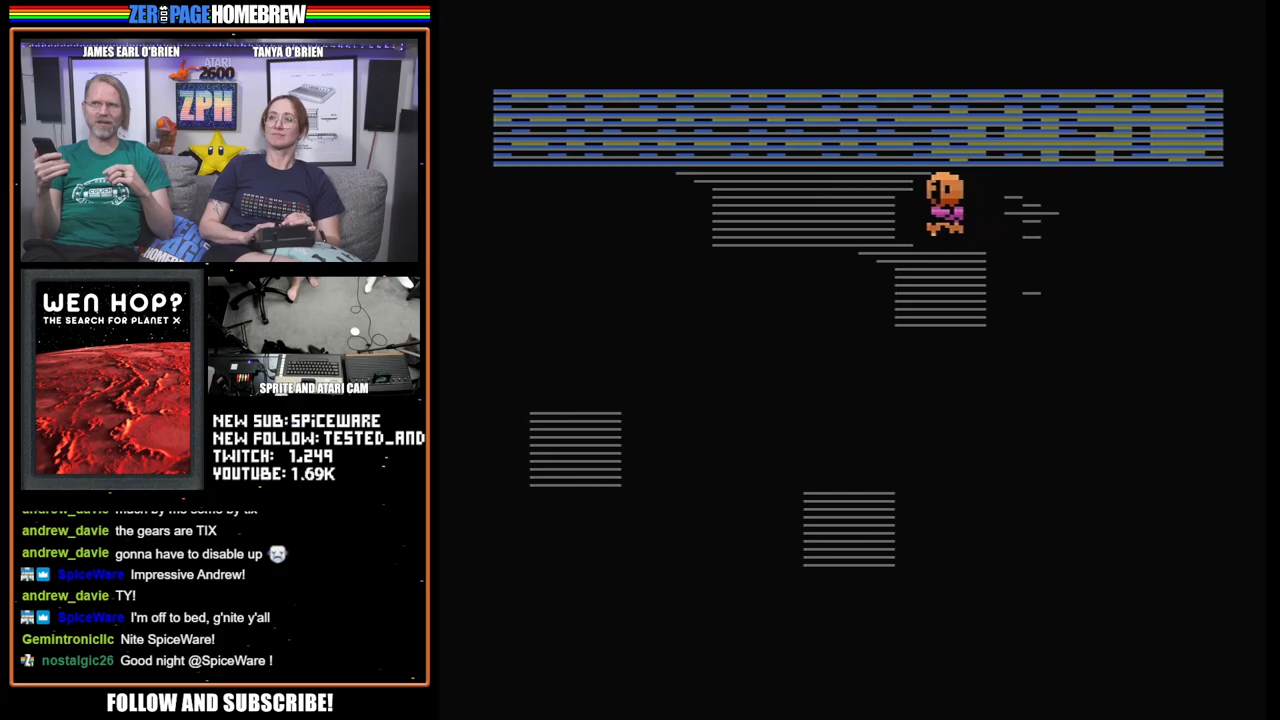 ZER PAGE HOMEBREW
JAMES EARL O'BRIEN
TANYA O'BRIEN
ATARI
2600
ZPH
WEN HOP?
THE SEARCH FOR PLANET X
SPRITE AND ATARI CAM
NEW SUB: SPICEWARE
NEW FOLLOW: TESTED_AND
TWITCH: 1.249
YOUTUBE: 1.69K
andrew_davie
andrew_davie the gears are TIX
andrew_davie gonna have to disable up
SpiceWare Impressive Andrew!
andrew_davie TY!
SpiceWare I'm off to bed, g'nite y'all
Gemintronicllc Nite SpiceWare!
nostalgic26 Good night @SpiceWare !
FOLLOW AND SUBSCRIBE!